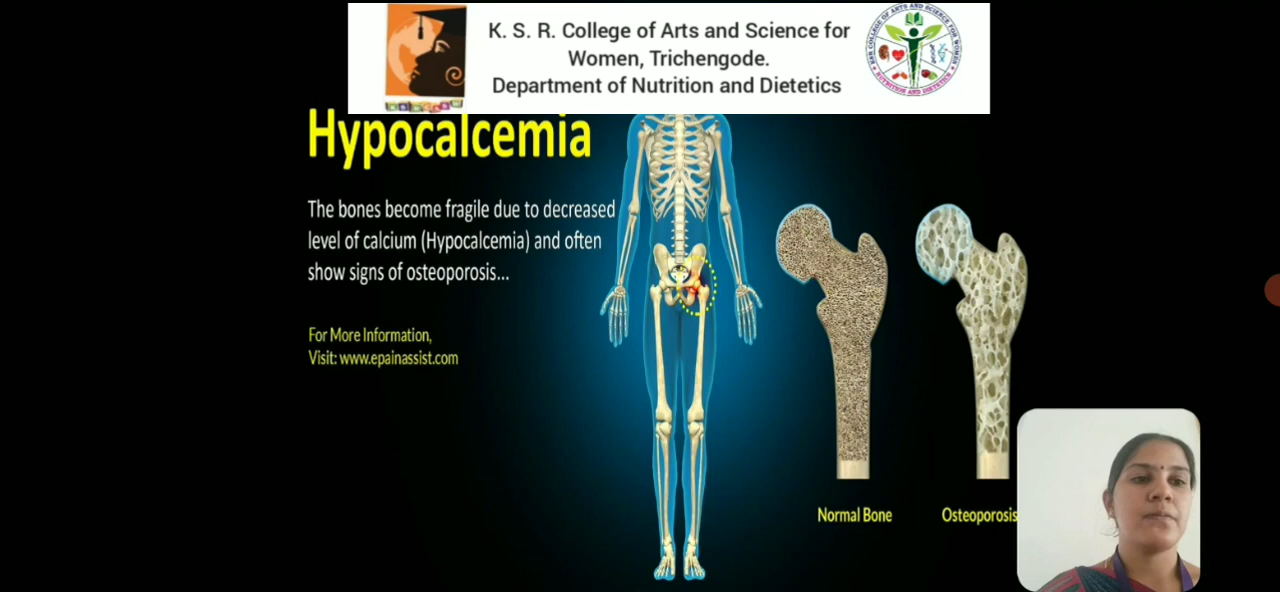 K. S. R. College of Arts and Science for
Women, Trichengode.
Department of Nutrition and Dietetics
Hypocalcemia
The bones become fragile due to decreased
level of calcium (Hypocalcemia) and often
show signs of osteoporosis...
For More Information,
Visit: www.epainassist.com
Normal Bone
Osteoporosis